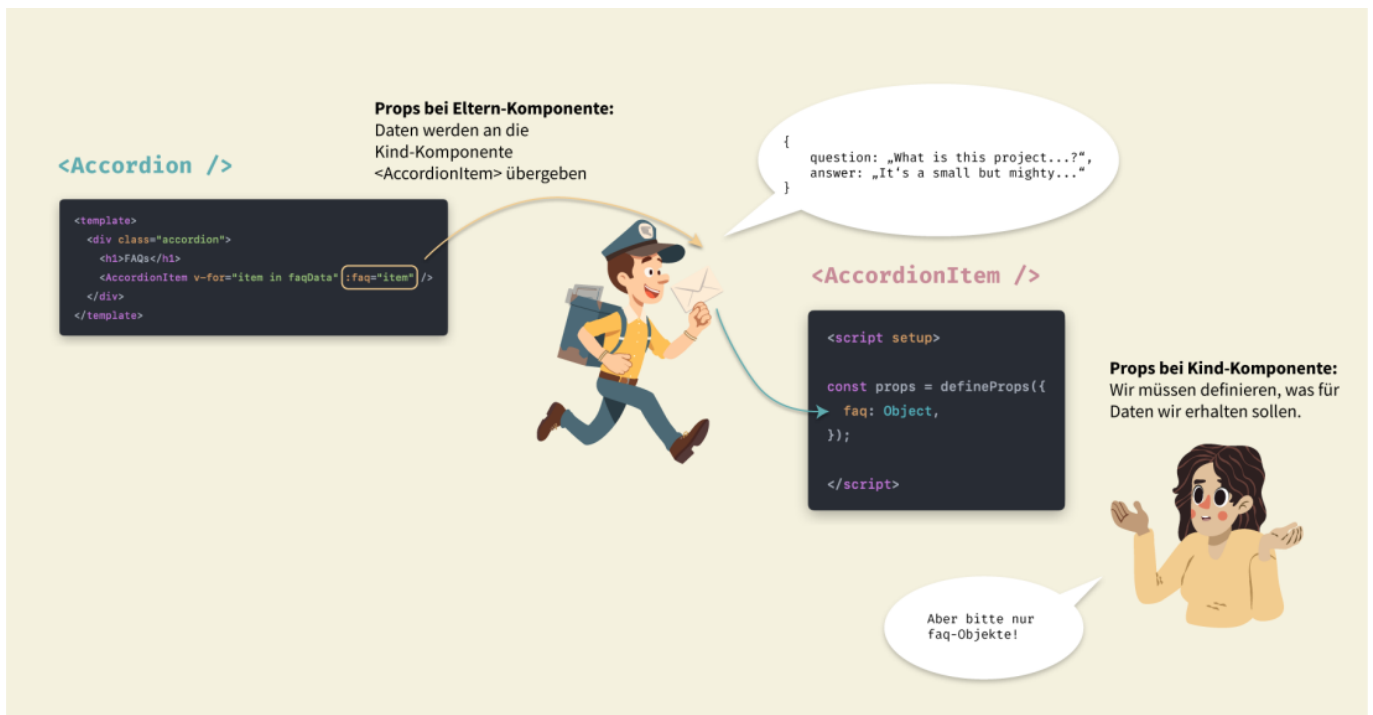 Props bei Eltern-Komponente:
Daten werden an die
Kind-Komponente
<AccordionItem> übergeben
<Accordion />
<template>
<div class="accordion">
<h1>FAQs</h1>
<AccordionItem v-for="item in faqData" :faq="item" />
</div>
</template>
{
question: „What is this project...?“,
answer: „It‘s a small but mighty...“
}
<AccordionItem />
<script setup>
const props = defineProps({
faq: Object,
});
</script>
Props bei Kind-Komponente:
Wir müssen definieren, was für
Daten wir erhalten sollen.
Aber bitte nur
faq-Objekte!